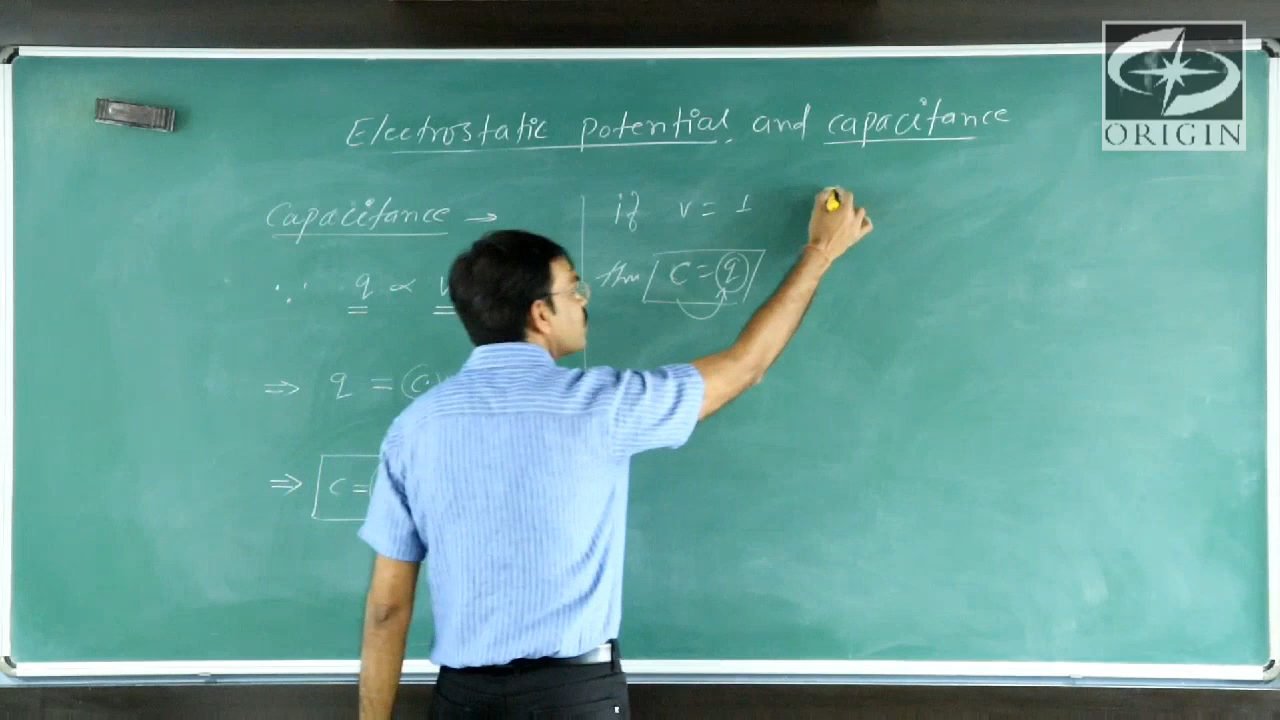 Electrostatic potential and capacitance
Capacitance →
∵ q ∝ v
⇒ q = c
⇒ c =
if v = 1
then c = q
ORIGIN